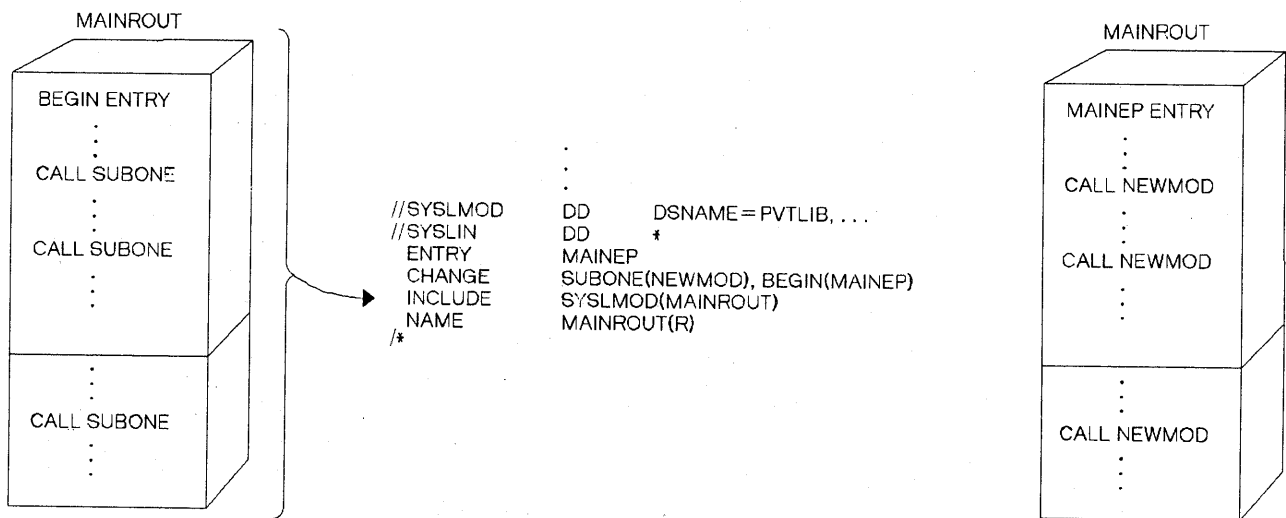 MAINROUT
BEGIN ENTRY
CALL SUBONE
CALL SUBONE
CALL SUBONE
//SYSLMOD DD DSNAME=PVTLIB, . . .
//SYSLIN DD *
ENTRY MAINEP
CHANGE SUBONE(NEWMOD), BEGIN(MAINEP)
INCLUDE SYSLMOD(MAINROUT)
NAME MAINROUT(R)
/*
MAINROUT
MAINEP ENTRY
CALL NEWMOD
CALL NEWMOD
CALL NEWMOD